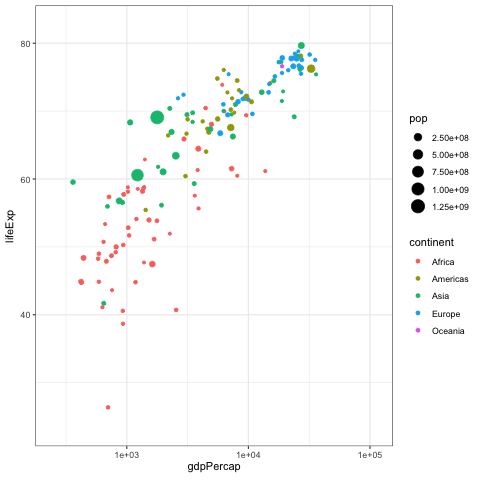 80
60
40
lifeExp
1e+03
1e+04
1e+05
gdpPercap
pop
2.50e+08
5.00e+08
7.50e+08
1.00e+09
1.25e+09
continent
Africa
Americas
Asia
Europe
Oceania